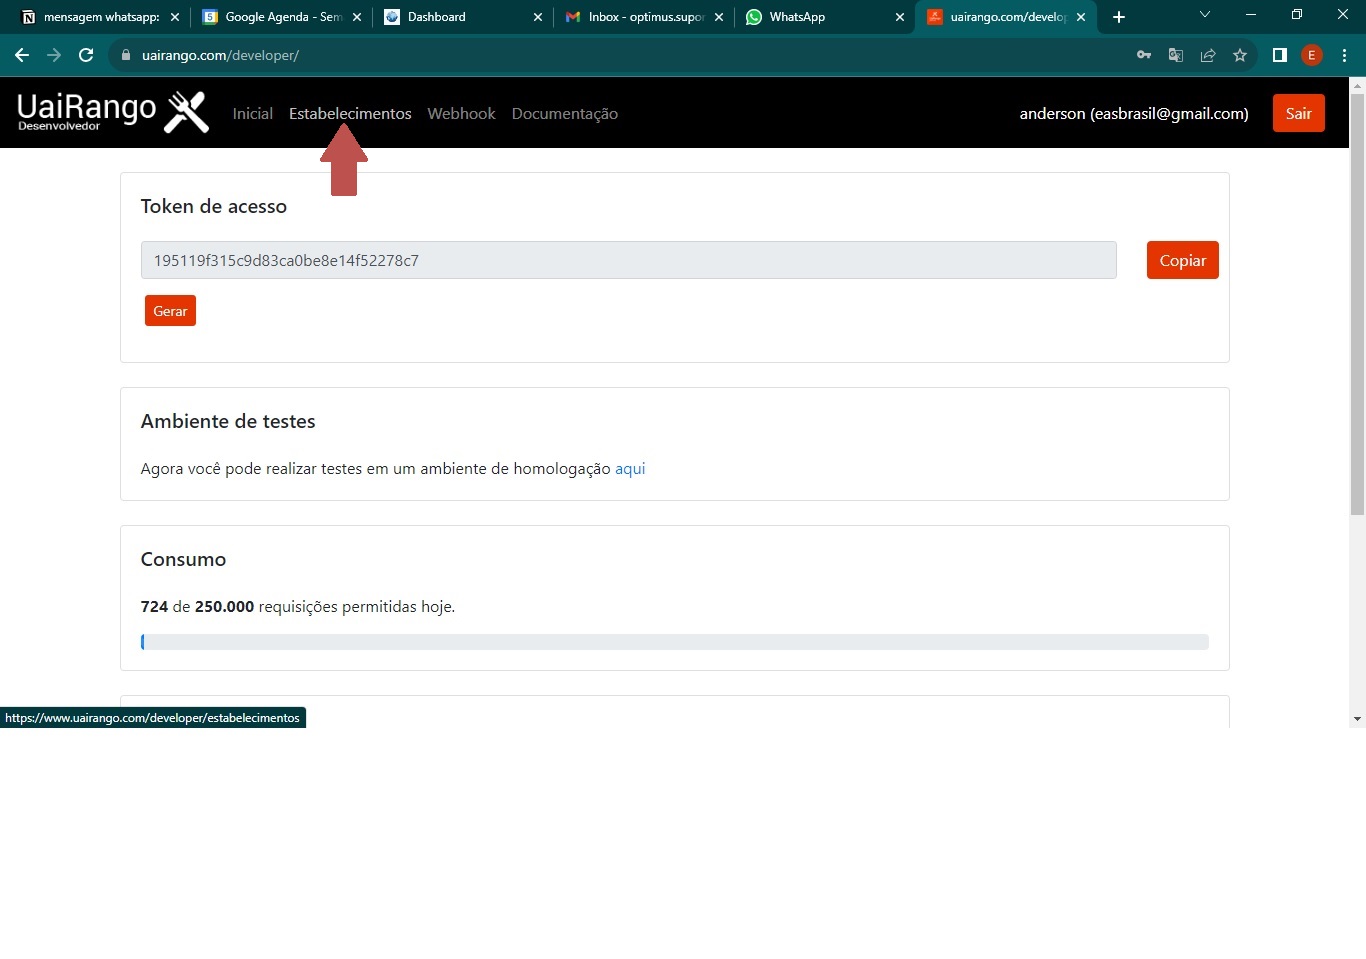 mensagem whatsapp:
Google Agenda - Sem
Dashboard
Inbox - optimus.supor
WhatsApp
uairango.com/develop
uairango.com/developer/
E
UaiRango
Desenvolvedor
Inicial
Estabelecimentos
Webhook
Documentação
anderson (easbrasil@gmail.com)
Sair
Token de acesso
195119f315c9d83ca0be8e14f52278c7
Copiar
Gerar
Ambiente de testes
Agora você pode realizar testes em um ambiente de homologação aqui
Consumo
724 de 250.000 requisições permitidas hoje.
https://www.uairango.com/developer/estabelecimentos